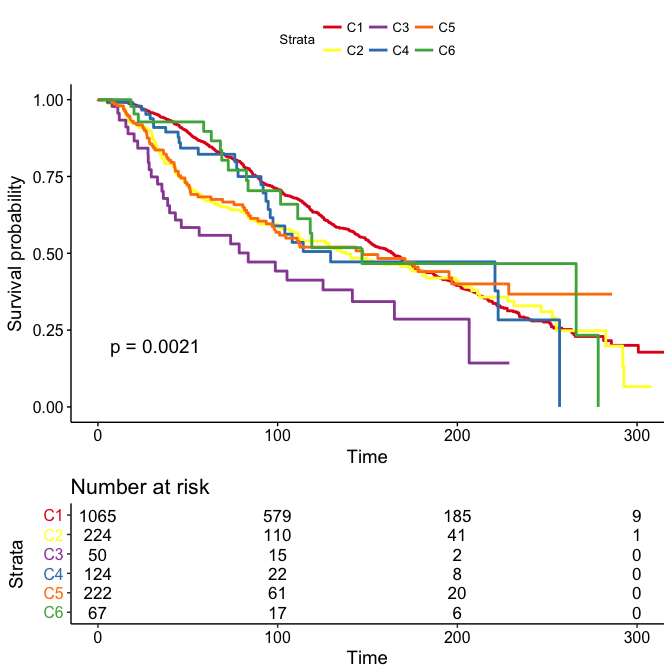 Strata C1 C3 C5
C2 C4 C6
Survival probability
1.00
0.75
0.50
0.25
0.00
p = 0.0021
0 100 200 300
Time
Number at risk
Strata
C1 1065 579 185 9
C2 224 110 41 1
C3 50 15 2 0
C4 124 22 8 0
C5 222 61 20 0
C6 67 17 6 0
0 100 200 300
Time